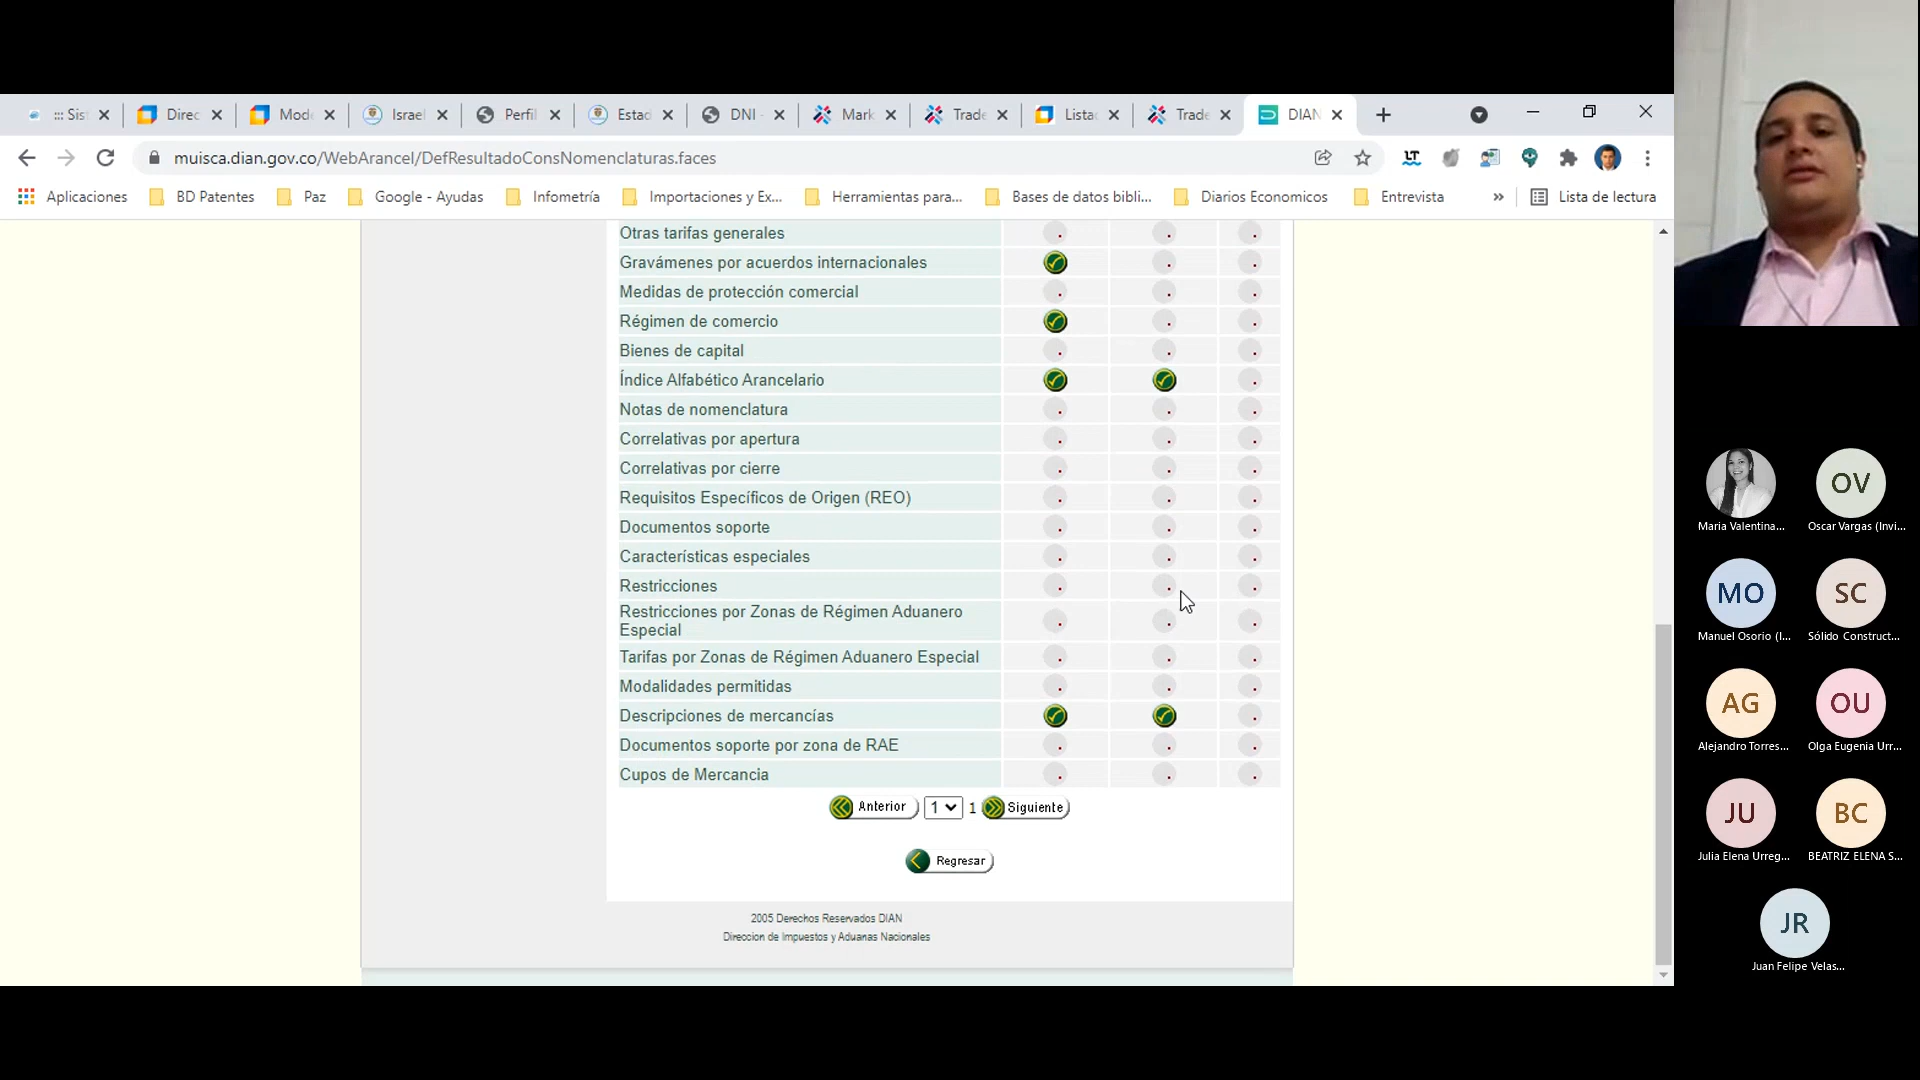 ::: Sist
Direc
Mode
Israel
Perfil
Estad
DNI -
Mark
Trade
Lista
Trade
DIAN
muisca.dian.gov.co/WebArancel/DefResultadoConsNomenclaturas.faces
Aplicaciones
BD Patentes
Paz
Google - Ayudas
Infometría
Importaciones y Ex...
Herramientas para...
Bases de datos bibli...
Diarios Economicos
Entrevista
»
Lista de lectura
Otras tarifas generales
Gravámenes por acuerdos internacionales
Medidas de protección comercial
Régimen de comercio
Bienes de capital
Índice Alfabético Arancelario
Notas de nomenclatura
Correlativas por apertura
Correlativas por cierre
Requisitos Específicos de Origen (REO)
Documentos soporte
Características especiales
Restricciones
Restricciones por Zonas de Régimen Aduanero
Especial
Tarifas por Zonas de Régimen Aduanero Especial
Modalidades permitidas
Descripciones de mercancías
Documentos soporte por zona de RAE
Cupos de Mercancia
Anterior 1 1 Siguiente
Regresar
2005 Derechos Reservados DIAN
Direccion de Impuestos y Aduanas Nacionales
Maria Valentina...
OV
Oscar Vargas (Invi...
MO
Manuel Osorio (I...
SC
Sólido Construct...
AG
Alejandro Torres...
OU
Olga Eugenia Urr...
JU
Julia Elena Urreg...
BC
BEATRIZ ELENA S...
JR
Juan Felipe Velas...